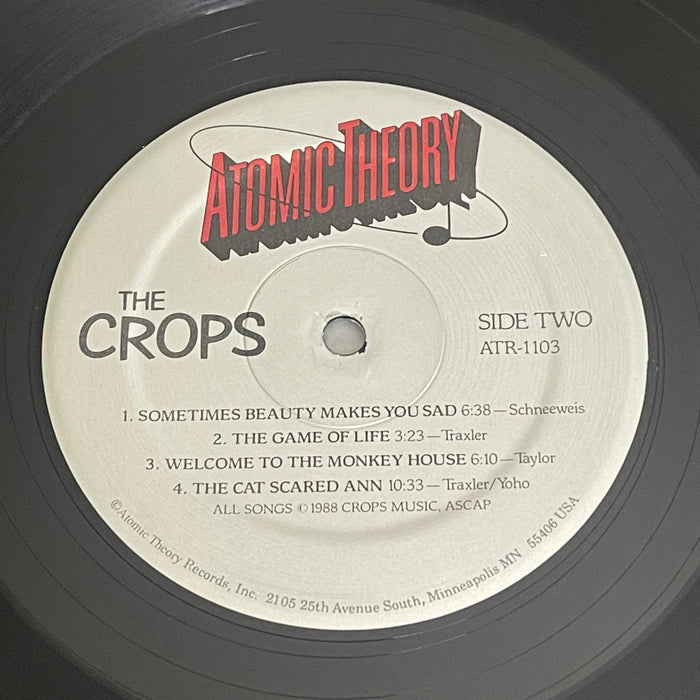 ATOMIC THEORY
THE
CROPS
SIDE TWO
ATR-1103
1. SOMETIMES BEAUTY MAKES YOU SAD 6:38 — Schneeweis
2. THE GAME OF LIFE 3:23 — Traxler
3. WELCOME TO THE MONKEY HOUSE 6:10 — Taylor
4. THE CAT SCARED ANN 10:33 — Traxler/Yoho
ALL SONGS ©1988 CROPS MUSIC, ASCAP
©Atomic Theory Records, Inc. 2105 25th Avenue South, Minneapolis MN 55406 USA